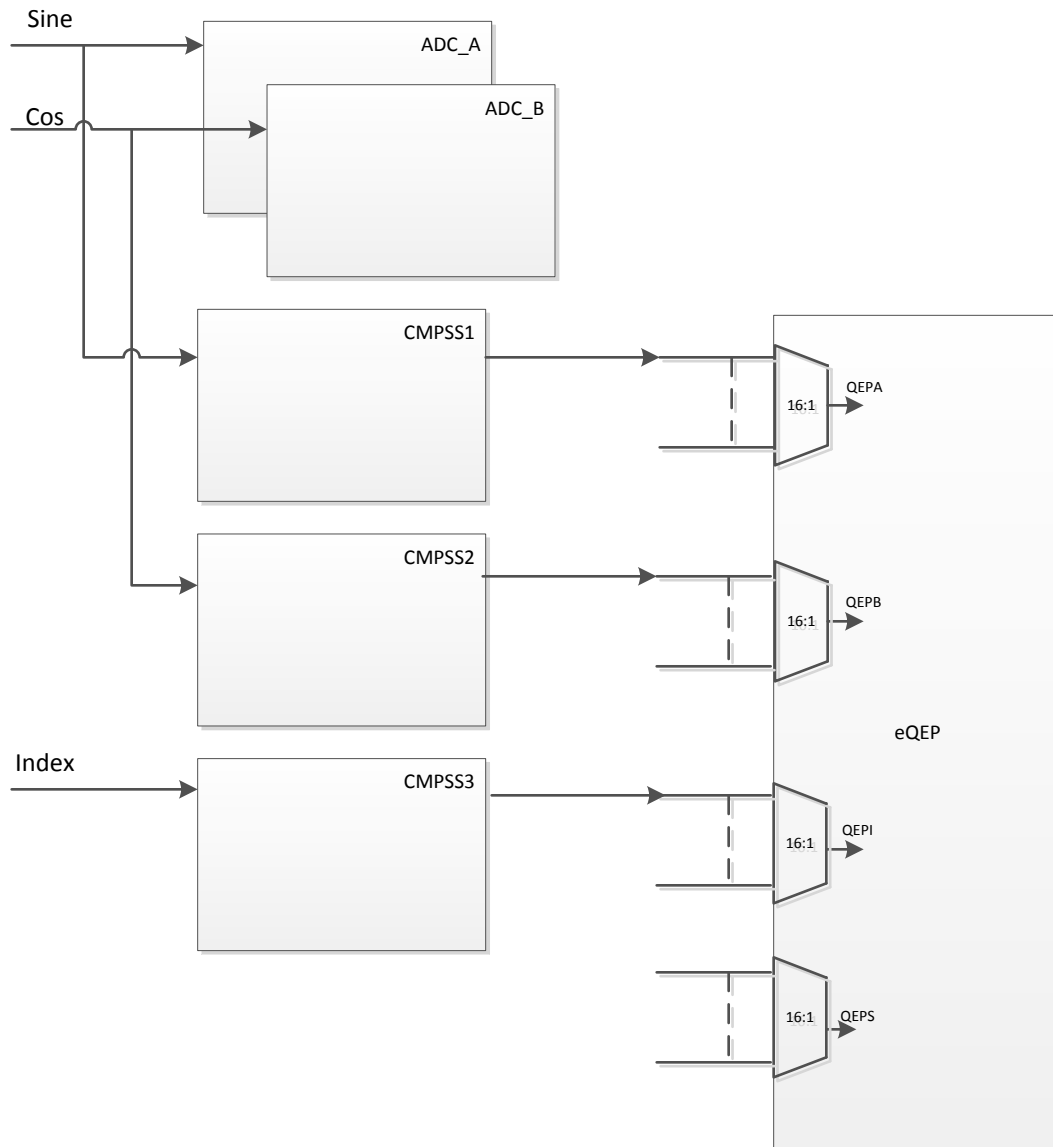 Sine
ADC_A
Cos
ADC_B
CMPSS1
16:1
QEPA
CMPSS2
16:1
QEPB
eQEP
Index
CMPSS3
16:1
QEPI
16:1
QEPS